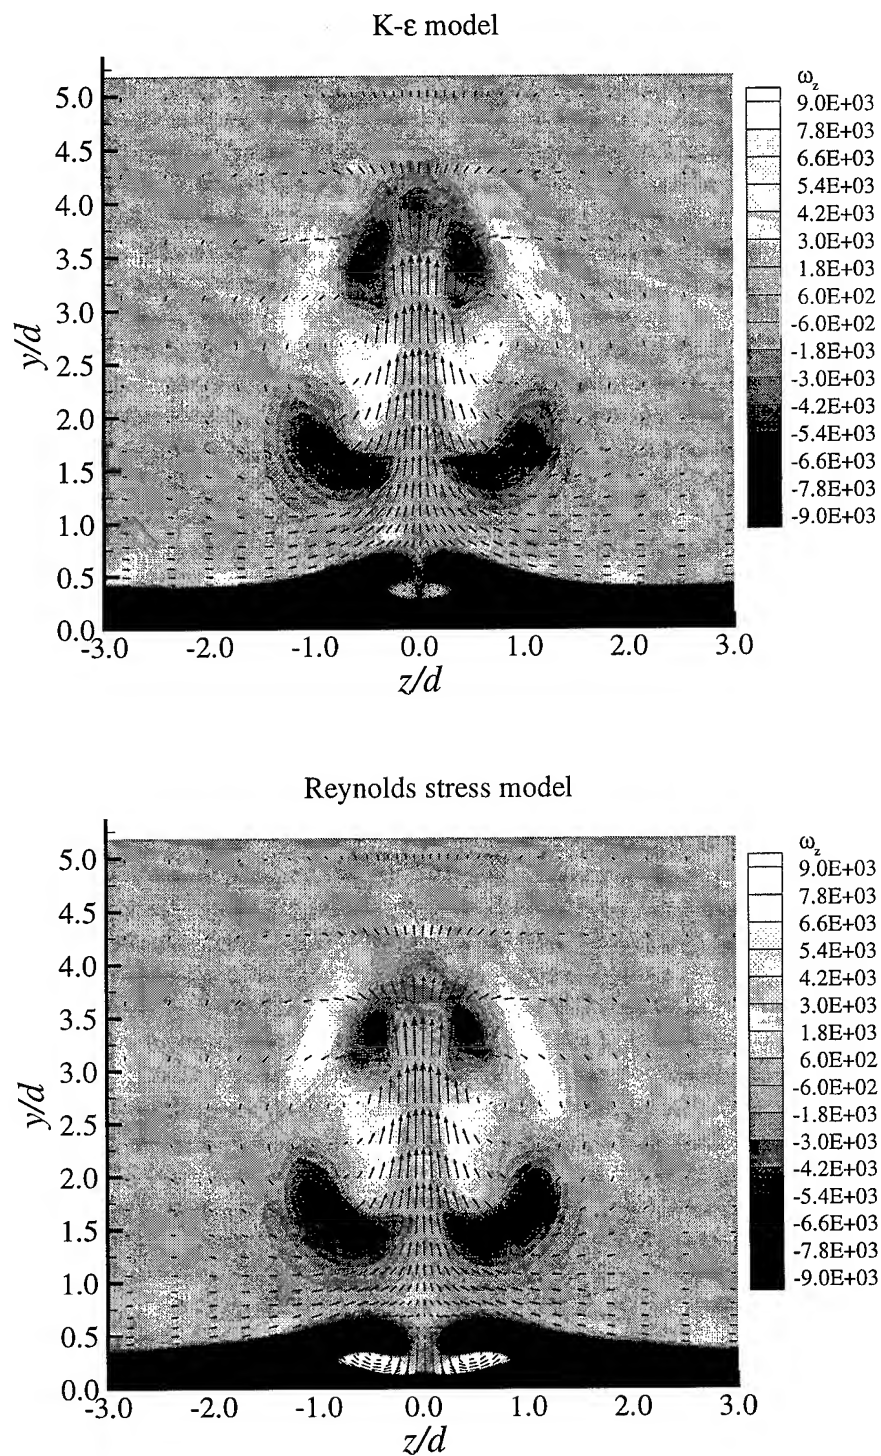 K-ε model
ω_z
9.0E+03
7.8E+03
6.6E+03
5.4E+03
4.2E+03
3.0E+03
1.8E+03
6.0E+02
-6.0E+02
-1.8E+03
-3.0E+03
-4.2E+03
-5.4E+03
-6.6E+03
-7.8E+03
-9.0E+03
5.0
4.5
4.0
3.5
3.0
2.5
2.0
1.5
1.0
0.5
0.0
y/d
-3.0 -2.0 -1.0 0.0 1.0 2.0 3.0
z/d
Reynolds stress model
ω_z
9.0E+03
7.8E+03
6.6E+03
5.4E+03
4.2E+03
3.0E+03
1.8E+03
6.0E+02
-6.0E+02
-1.8E+03
-3.0E+03
-4.2E+03
-5.4E+03
-6.6E+03
-7.8E+03
-9.0E+03
5.0
4.5
4.0
3.5
3.0
2.5
2.0
1.5
1.0
0.5
0.0
y/d
-3.0 -2.0 -1.0 0.0 1.0 2.0 3.0
z/d